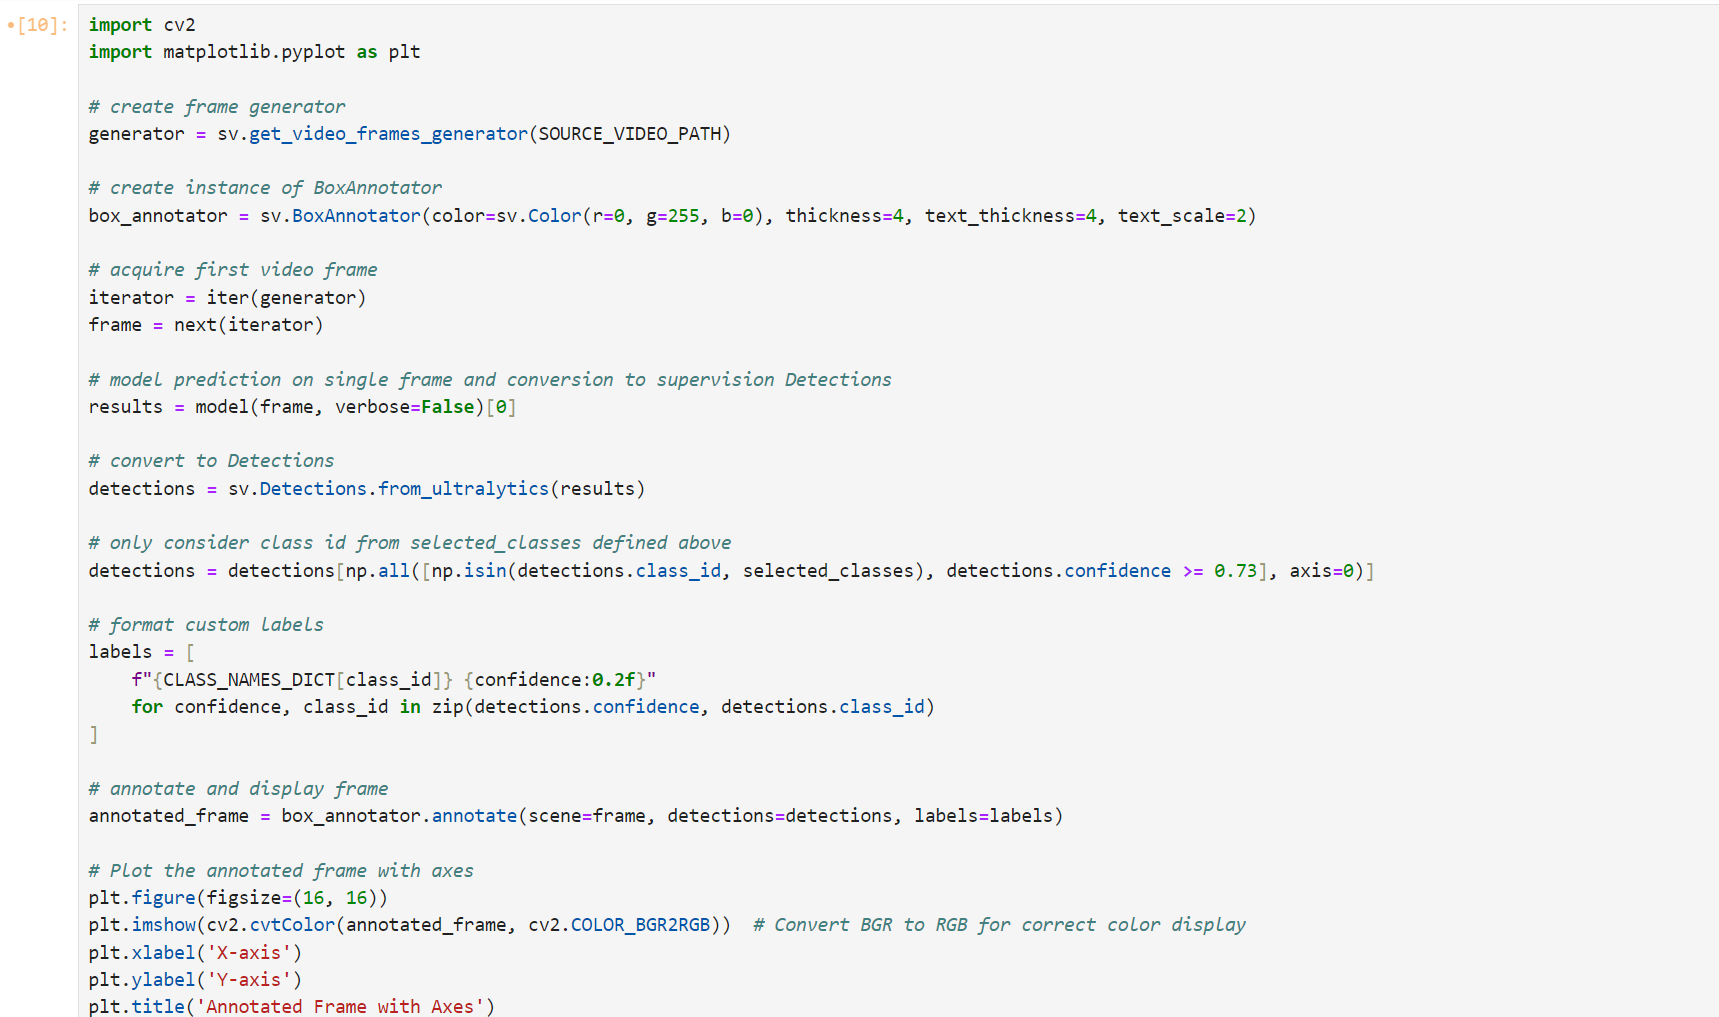 •[10]: import cv2
import matplotlib.pyplot as plt
# create frame generator
generator = sv.get_video_frames_generator(SOURCE_VIDEO_PATH)
# create instance of BoxAnnotator
box_annotator = sv.BoxAnnotator(color=sv.Color(r=0, g=255, b=0), thickness=4, text_thickness=4, text_scale=2)
# acquire first video frame
iterator = iter(generator)
frame = next(iterator)
# model prediction on single frame and conversion to supervision Detections
results = model(frame, verbose=False)[0]
# convert to Detections
detections = sv.Detections.from_ultralytics(results)
# only consider class id from selected_classes defined above
detections = detections[np.all([np.isin(detections.class_id, selected_classes), detections.confidence >= 0.73], axis=0)]
# format custom labels
labels = [
    f"{CLASS_NAMES_DICT[class_id]} {confidence:0.2f}"
    for confidence, class_id in zip(detections.confidence, detections.class_id)
]
# annotate and display frame
annotated_frame = box_annotator.annotate(scene=frame, detections=detections, labels=labels)
# Plot the annotated frame with axes
plt.figure(figsize=(16, 16))
plt.imshow(cv2.cvtColor(annotated_frame, cv2.COLOR_BGR2RGB))  # Convert BGR to RGB for correct color display
plt.xlabel('X-axis')
plt.ylabel('Y-axis')
plt.title('Annotated Frame with Axes')